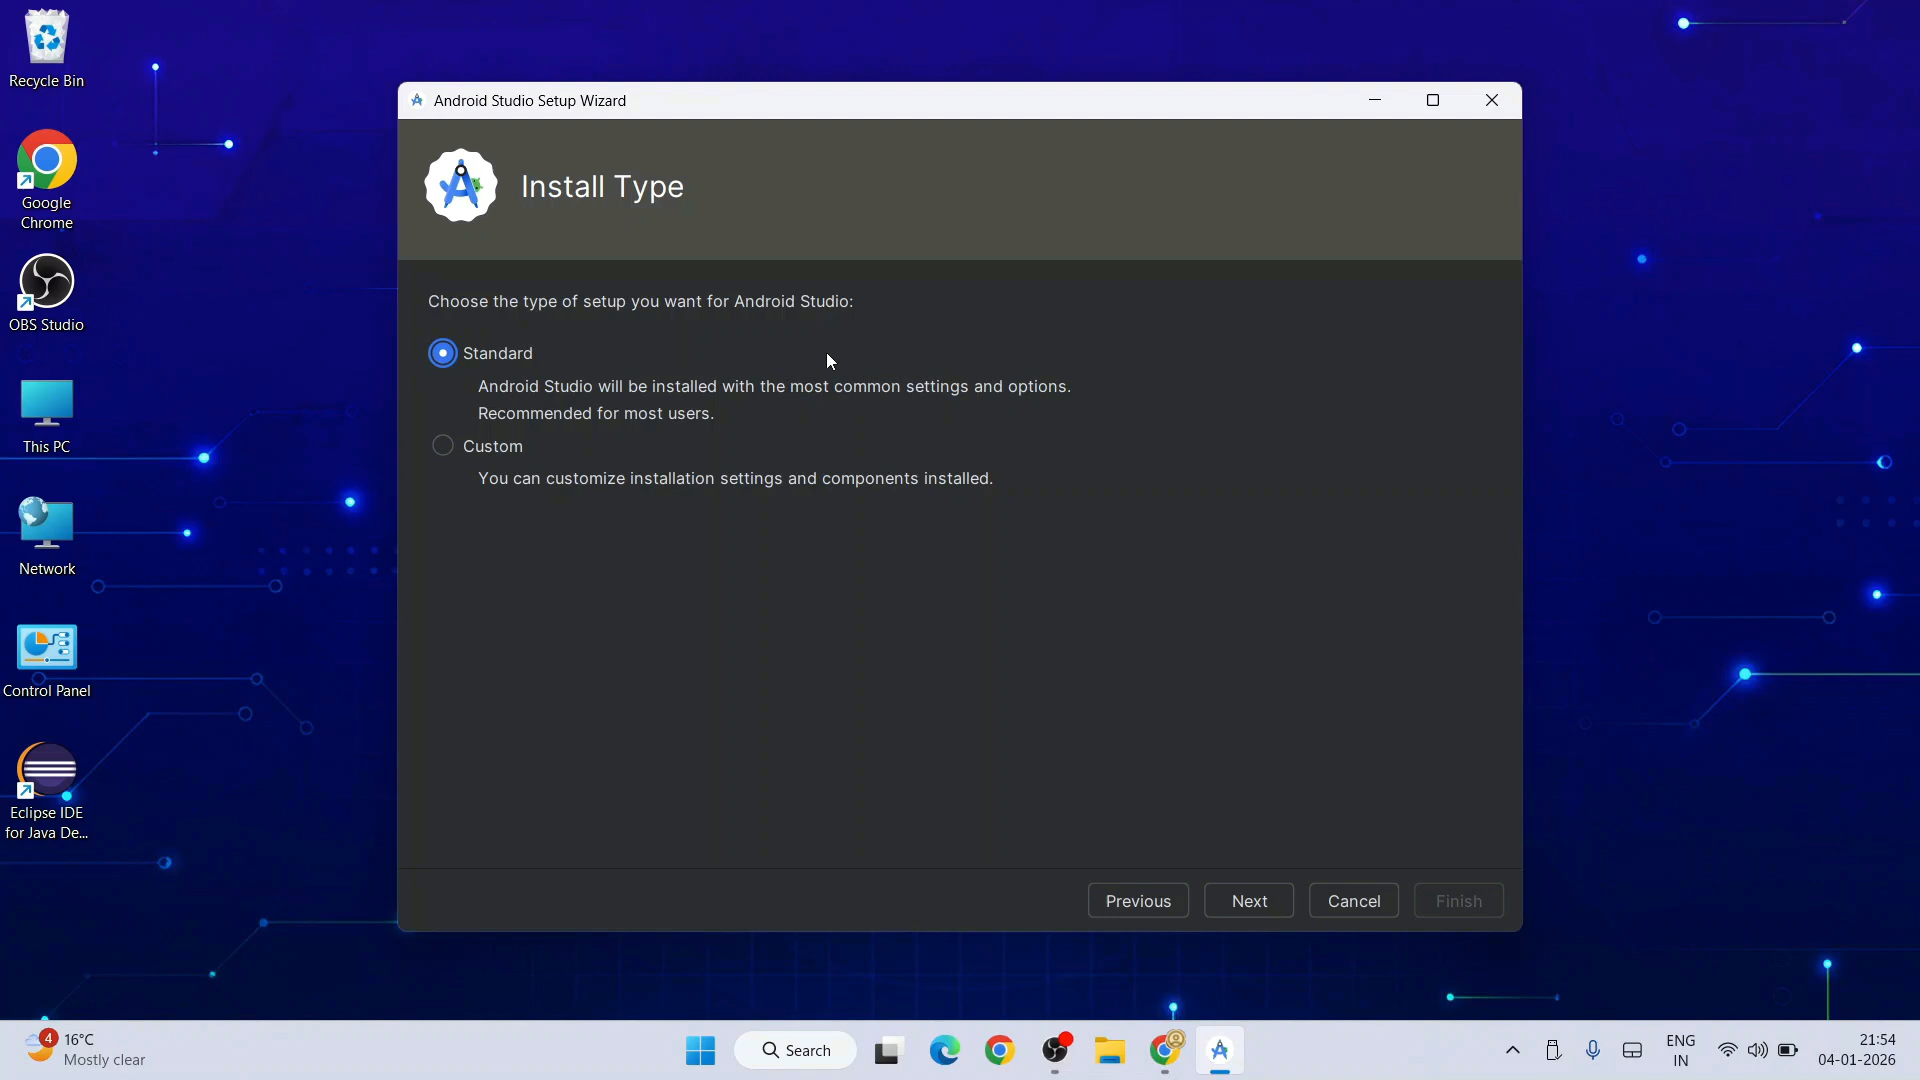 Recycle Bin
Google
Chrome
OBS Studio
This PC
Network
Control Panel
Eclipse IDE
for Java De...
Android Studio Setup Wizard
Install Type
Choose the type of setup you want for Android Studio:
Standard
Android Studio will be installed with the most common settings and options.
Recommended for most users.
Custom
You can customize installation settings and components installed.
Previous
Next
Cancel
Finish
4
16°C
Mostly clear
Search
ENG
IN
21:54
04-01-2026